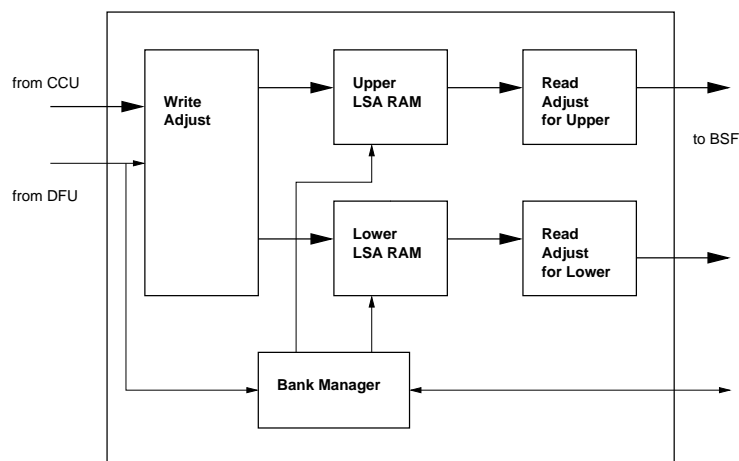 from CCU
from DFU
Write
Adjust
Upper
LSA RAM
Read
Adjust
for Upper
to BSF
Lower
LSA RAM
Read
Adjust
for Lower
Bank Manager